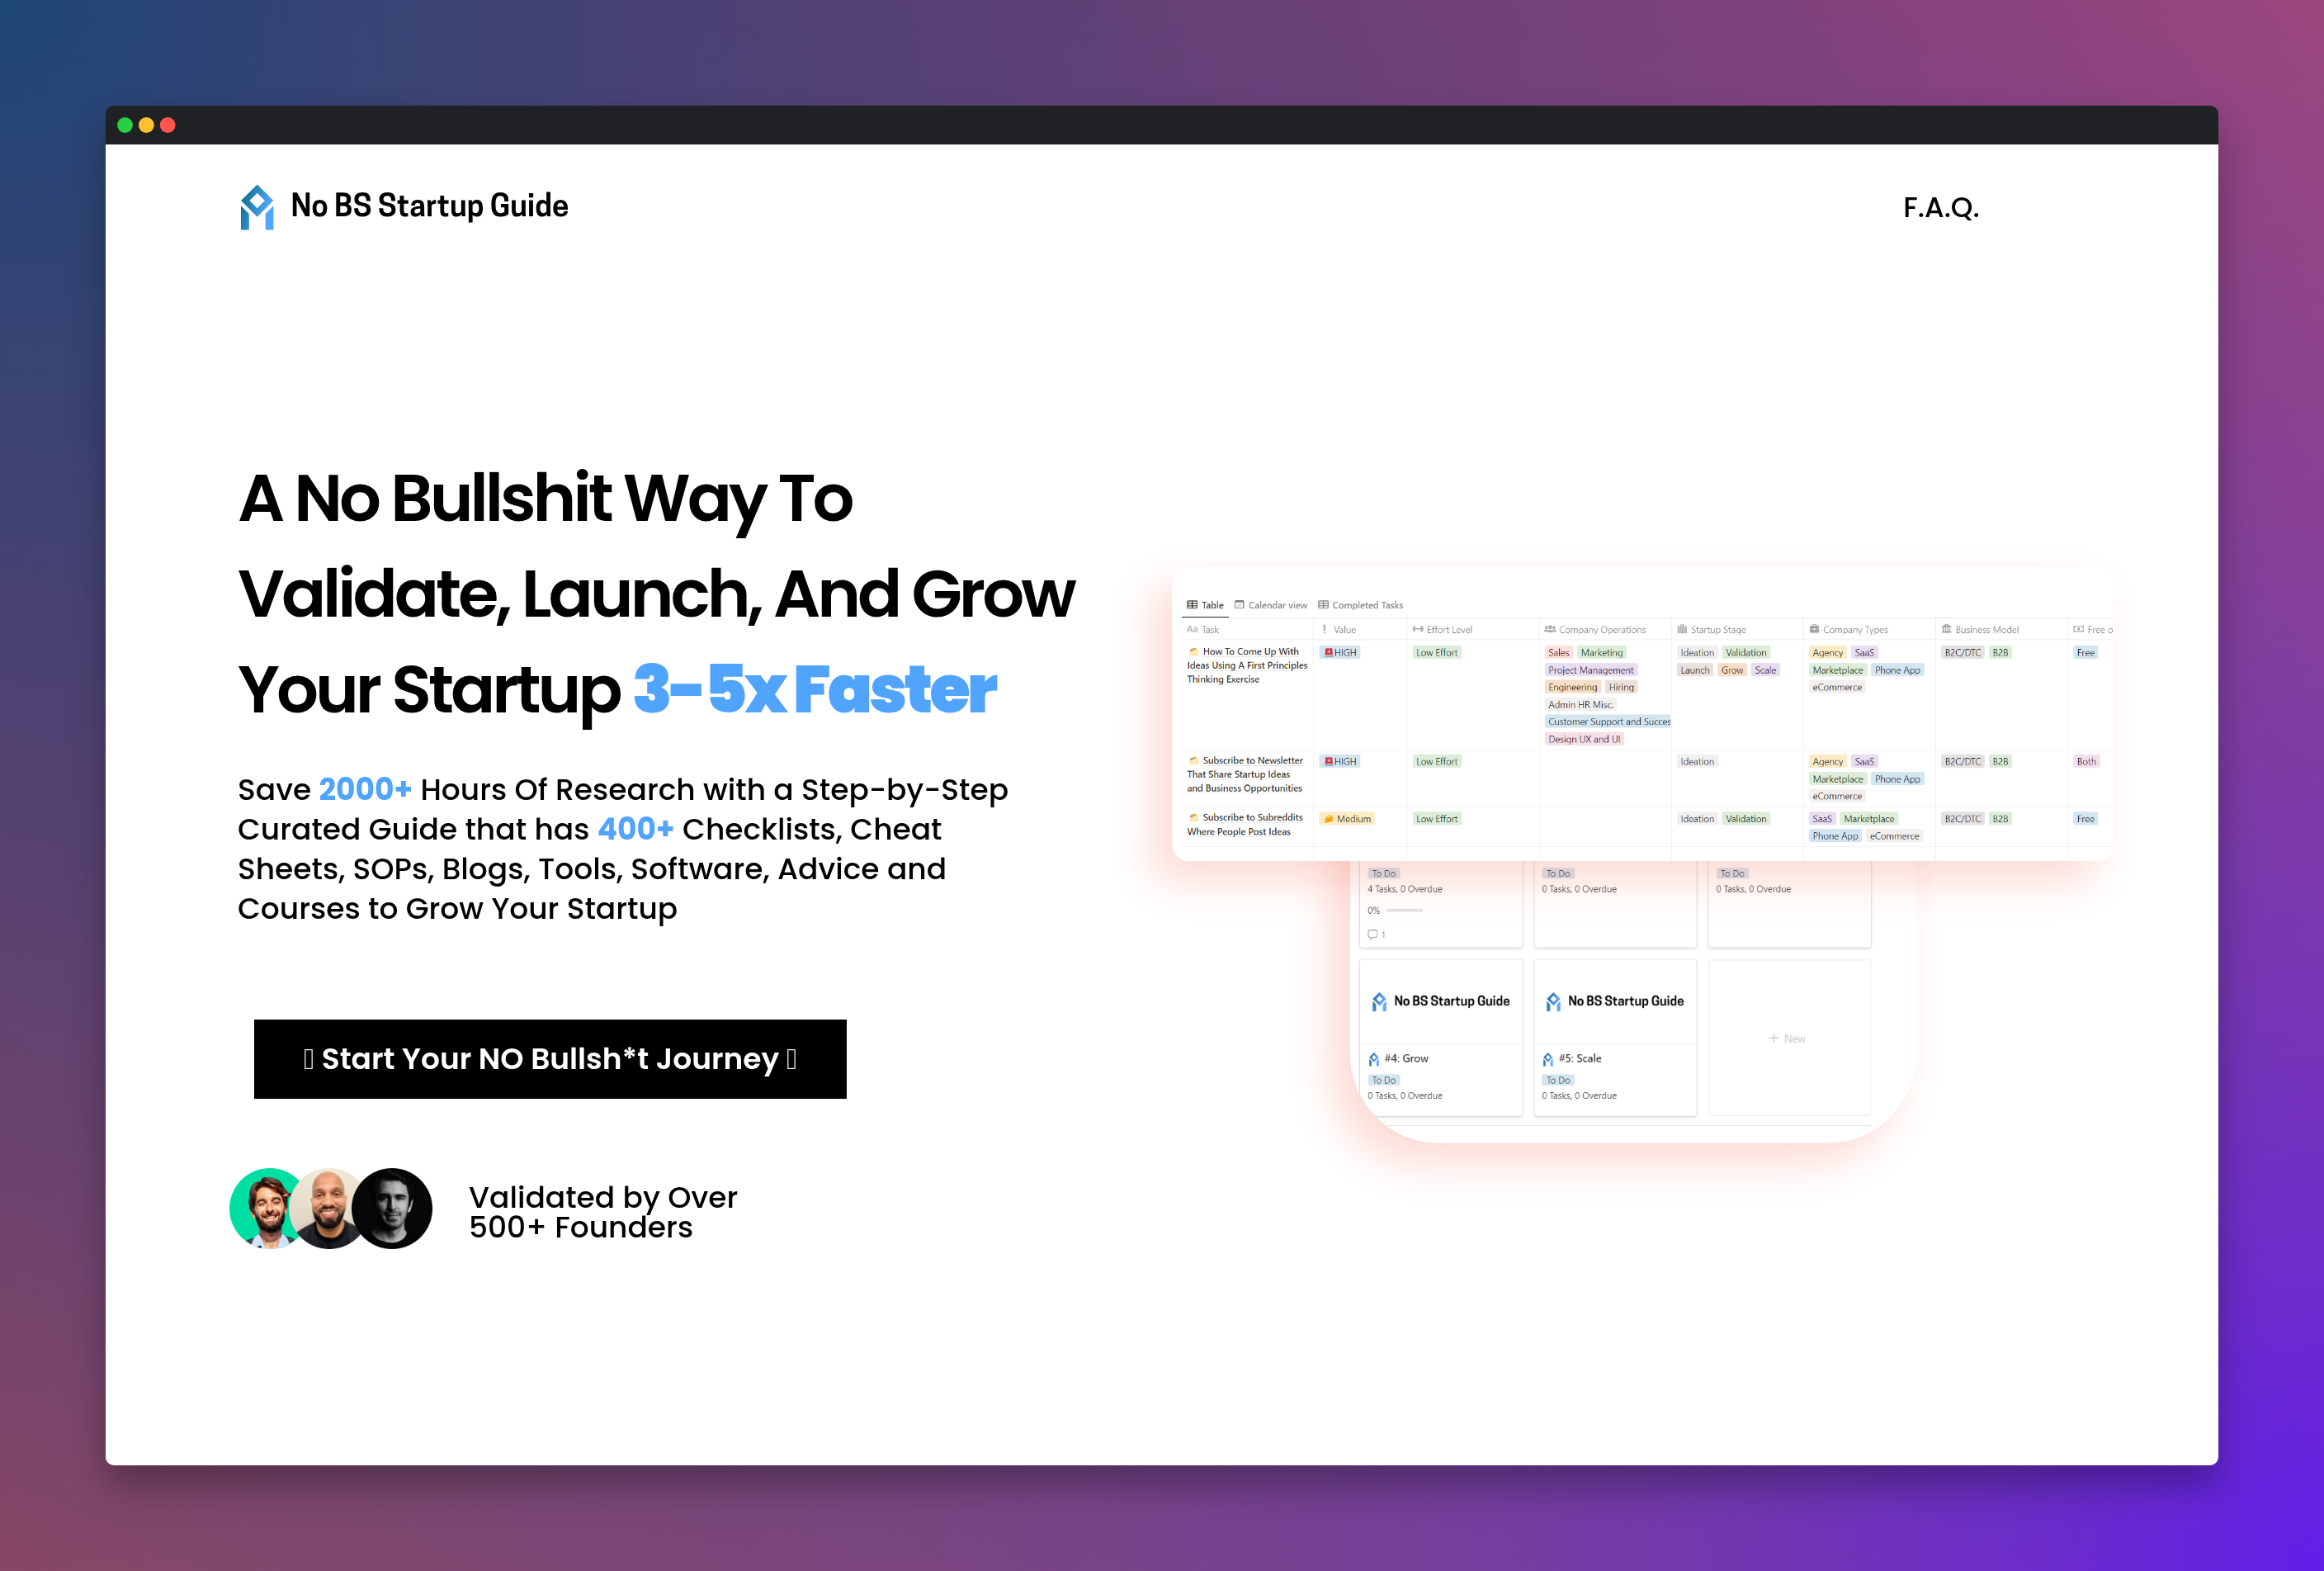 No BS Startup Guide
F.A.Q.
A No Bullshit Way To
Validate, Launch, And Grow
Your Startup 3-5x Faster
Save 2000+ Hours Of Research with a Step-by-Step
Curated Guide that has 400+ Checklists, Cheat
Sheets, SOPs, Blogs, Tools, Software, Advice and
Courses to Grow Your Startup
Start Your NO Bullsh*t Journey
Validated by Over
500+ Founders
Table Calendar view Completed Tasks
Aa Task Value Effort Level Company Operations Startup Stage Company Types Business Model Free o
How To Come Up With HIGH Low Effort Sales Marketing Ideation Validation Agency SaaS B2C/DTC B2B Free
Ideas Using A First Principles Project Management Launch Grow Scale Marketplace Phone App
Thinking Exercise Engineering Hiring eCommerce
Admin HR Misc.
Customer Support and Succes
Design UX and UI
Subscribe to Newsletter HIGH Low Effort Ideation Agency SaaS B2C/DTC B2B Both
That Share Startup Ideas Marketplace Phone App
and Business Opportunities eCommerce
Subscribe to Subreddits Medium Low Effort Ideation Validation SaaS Marketplace B2C/DTC B2B Free
Where People Post Ideas Phone App eCommerce
To Do To Do To Do
4 Tasks, 0 Overdue 0 Tasks, 0 Overdue 0 Tasks, 0 Overdue
0%
1
No BS Startup Guide No BS Startup Guide
+ New
#4: Grow #5: Scale
To Do To Do
0 Tasks, 0 Overdue 0 Tasks, 0 Overdue